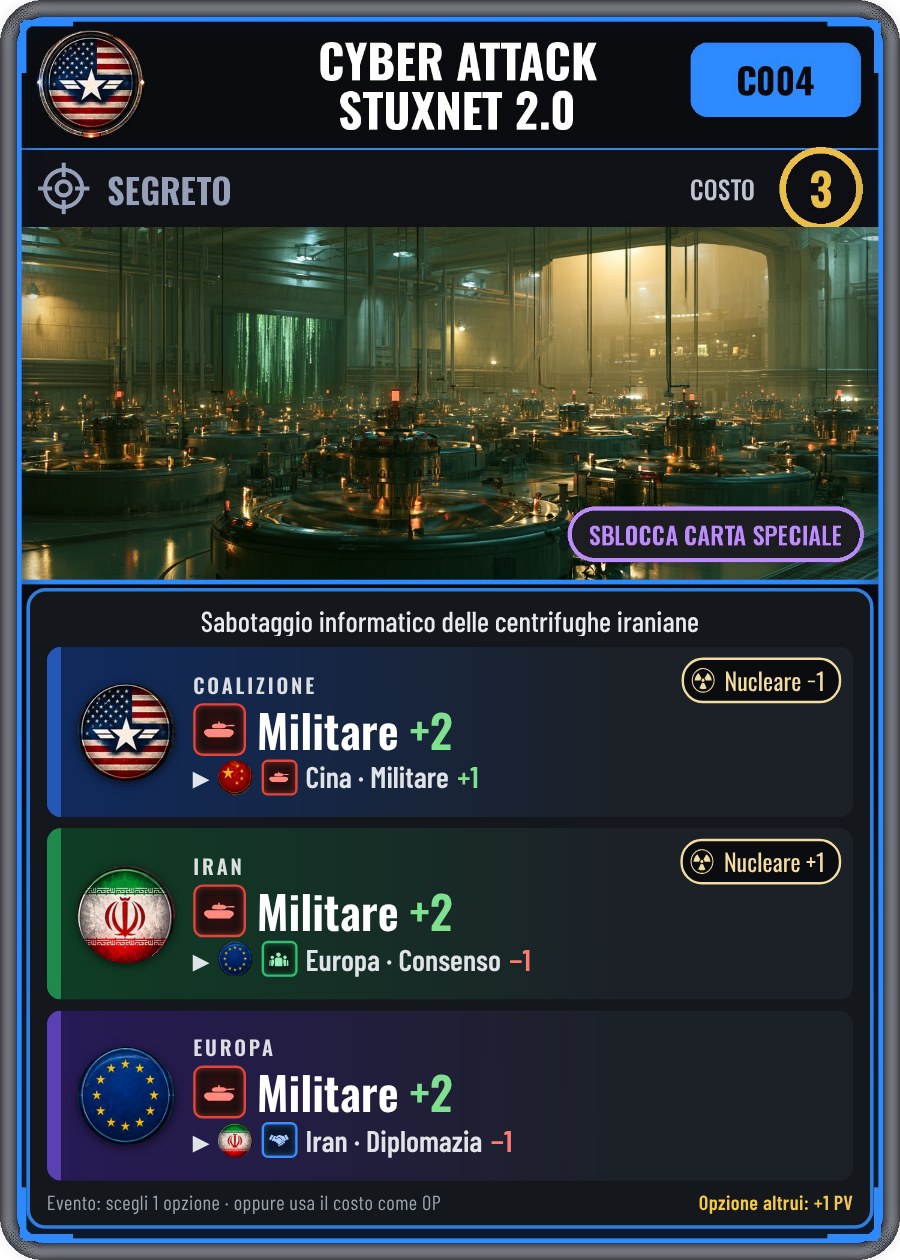 CYBER ATTACK
STUXNET 2.0
C004
SEGRETO
COSTO
3
SBLOCCA CARTA SPECIALE
Sabotaggio informatico delle centrifughe iraniane
COALIZIONE
Nucleare −1
Militare +2
▶ Cina · Militare +1
IRAN
Nucleare +1
Militare +2
▶ Europa · Consenso −1
EUROPA
Militare +2
▶ Iran · Diplomazia −1
Evento: scegli 1 opzione · oppure usa il costo come OP
Opzione altrui: +1 PV